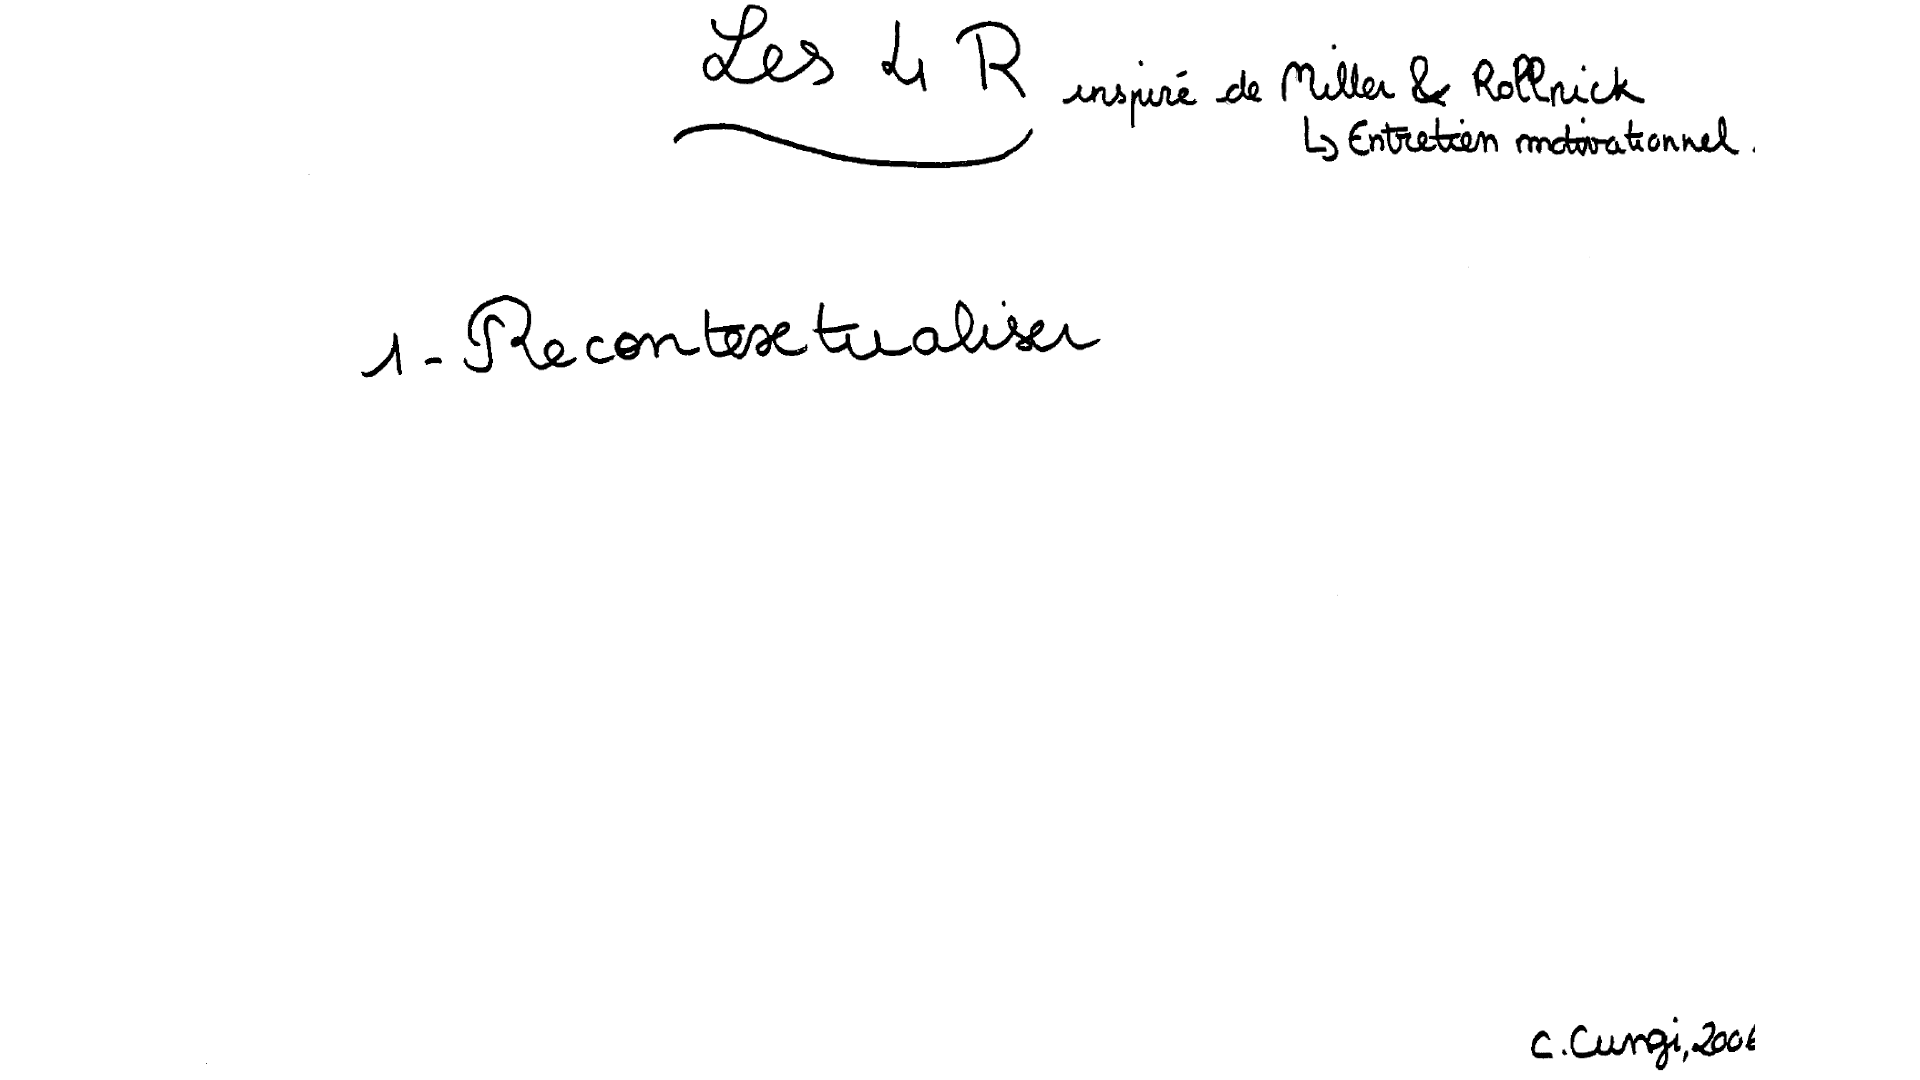 Les 4 R inspiré de Miller & Rollnick
↳ Entretien motivationnel.
1- Recontextualiser
C. Cungi, 2006